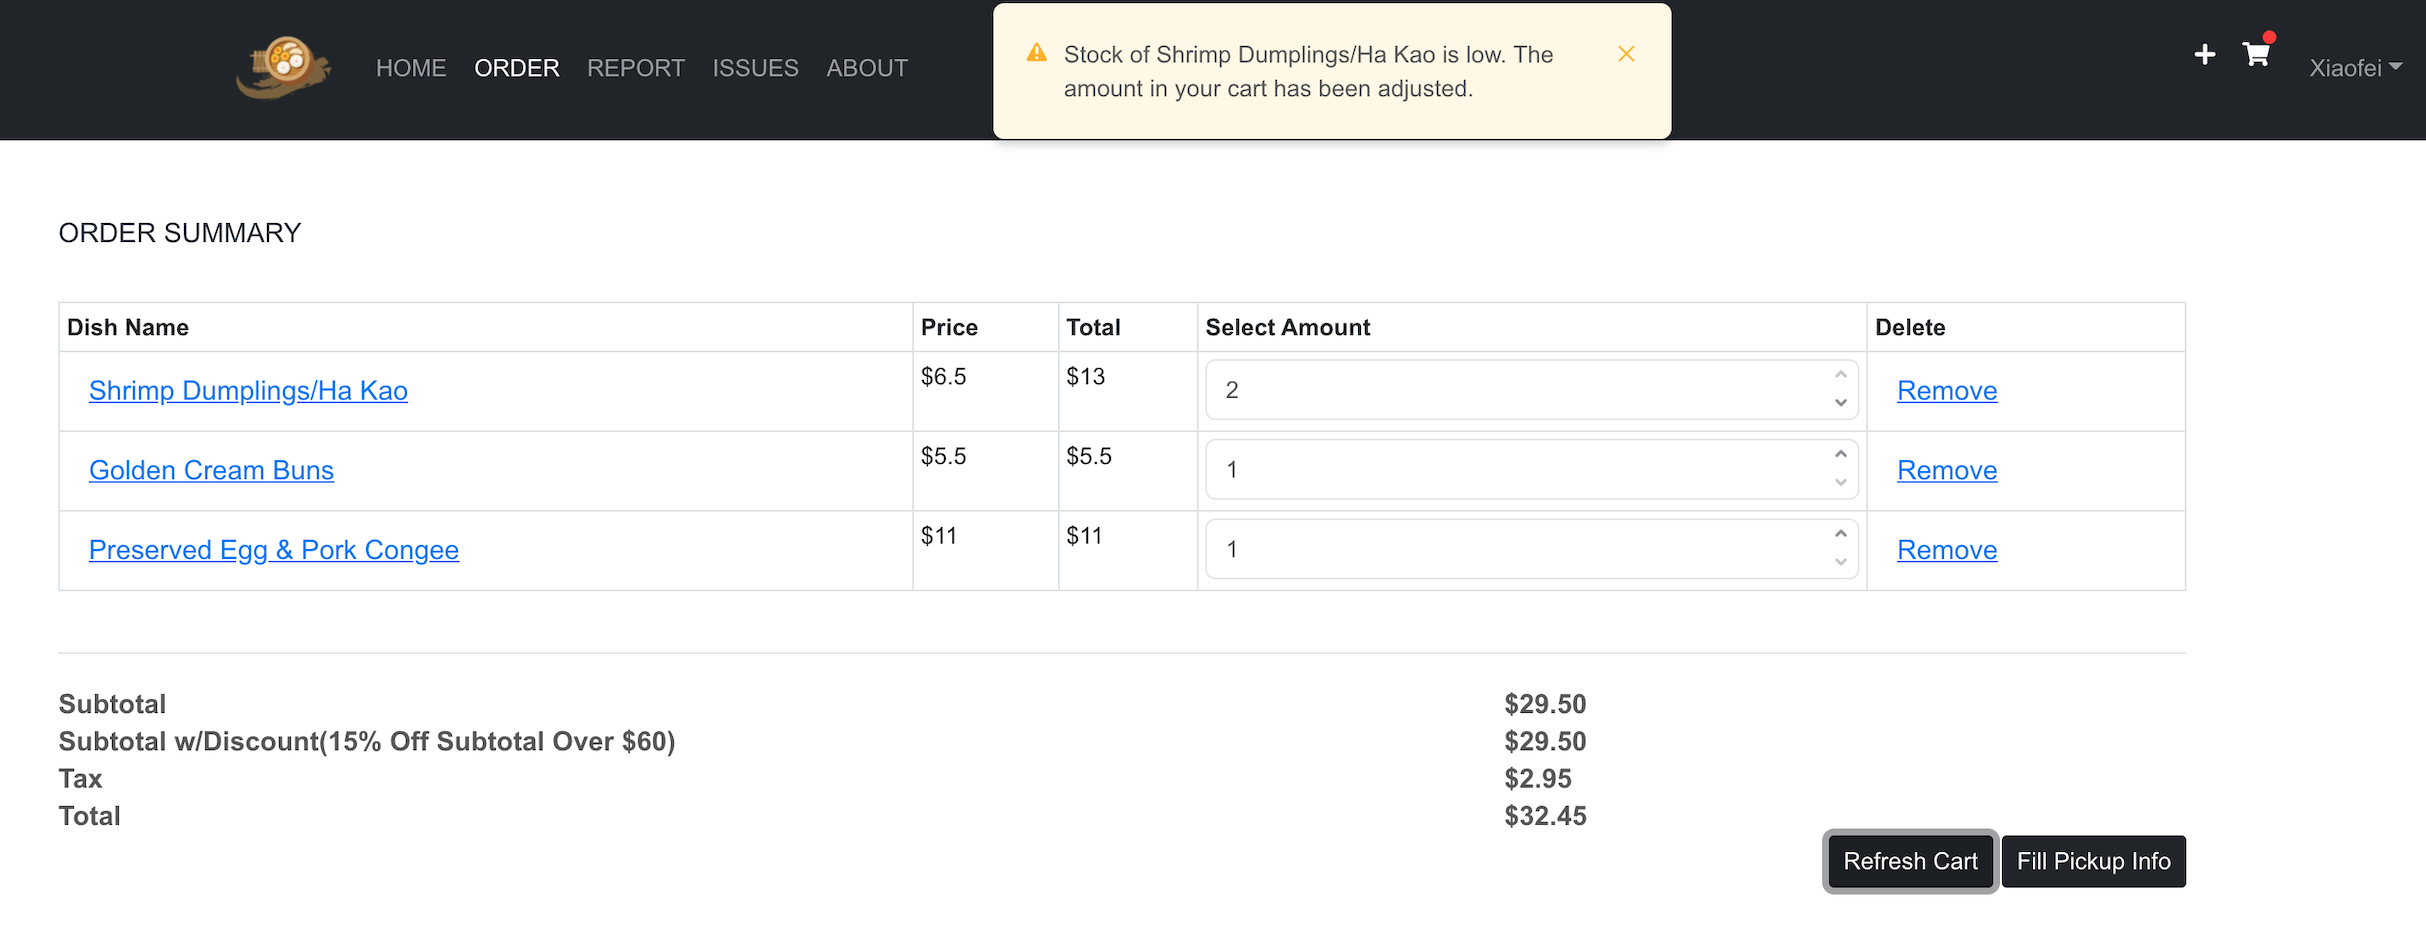 HOME ORDER REPORT ISSUES ABOUT
Stock of Shrimp Dumplings/Ha Kao is low. The
amount in your cart has been adjusted.
Xiaofei
ORDER SUMMARY
Dish Name Price Total Select Amount Delete
Shrimp Dumplings/Ha Kao $6.5 $13 2 Remove
Golden Cream Buns $5.5 $5.5 1 Remove
Preserved Egg & Pork Congee $11 $11 1 Remove
Subtotal $29.50
Subtotal w/Discount(15% Off Subtotal Over $60) $29.50
Tax $2.95
Total $32.45
Refresh Cart Fill Pickup Info